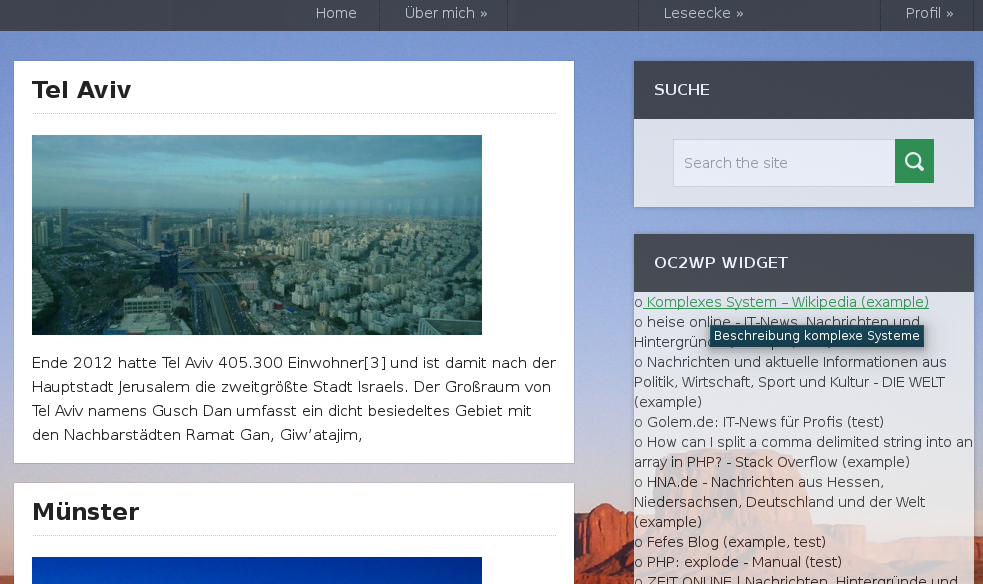 Home
Über mich »
Leseecke »
Profil »
Tel Aviv
Ende 2012 hatte Tel Aviv 405.300 Einwohner[3] und ist damit nach der
Hauptstadt Jerusalem die zweitgrößte Stadt Israels. Der Großraum von
Tel Aviv namens Gusch Dan umfasst ein dicht besiedeltes Gebiet mit
den Nachbarstädten Ramat Gan, Giw’atajim,
Münster
SUCHE
Search the site
OC2WP WIDGET
o Komplexes System – Wikipedia (example)
o heise online - IT-News, Nachrichten und
Beschreibung komplexe Systeme
o Nachrichten und aktuelle Informationen aus
Politik, Wirtschaft, Sport und Kultur - DIE WELT
(example)
o Golem.de: IT-News für Profis (test)
o How can I split a comma delimited string into an
array in PHP? - Stack Overflow (example)
o HNA.de - Nachrichten aus Hessen,
Niedersachsen, Deutschland und der Welt
(example)
o Fefes Blog (example, test)
o PHP: explode - Manual (test)
o ZEIT ONLINE | Nachrichten, Hintergründe und